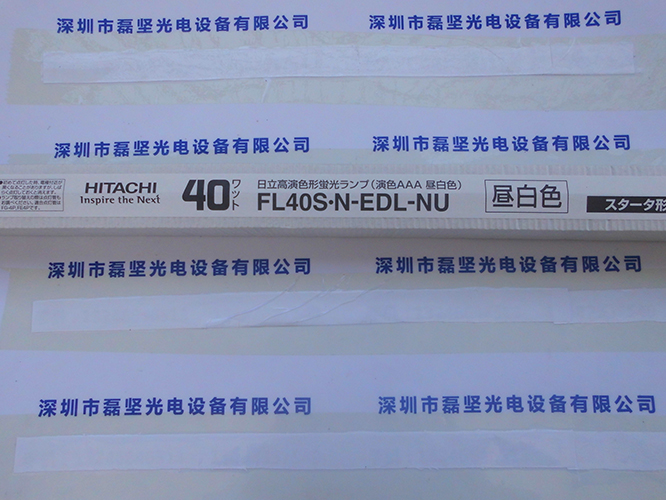 深圳市磊坚光电设备有限公司 深圳市磊坚光电设备有限公司
深圳市磊坚光电设备有限公司 深圳市磊坚光电设备有限公司
HITACHI
Inspire the Next
40ワット
日立高演色形蛍光ランプ(演色AAA 昼白色)
FL40S・N-EDL-NU
昼白色
スタータ形
深圳市磊坚光电设备有限公司 深圳市磊坚光电设备有限公司
深圳市磊坚光电设备有限公司 深圳市磊坚光电设备有限公司